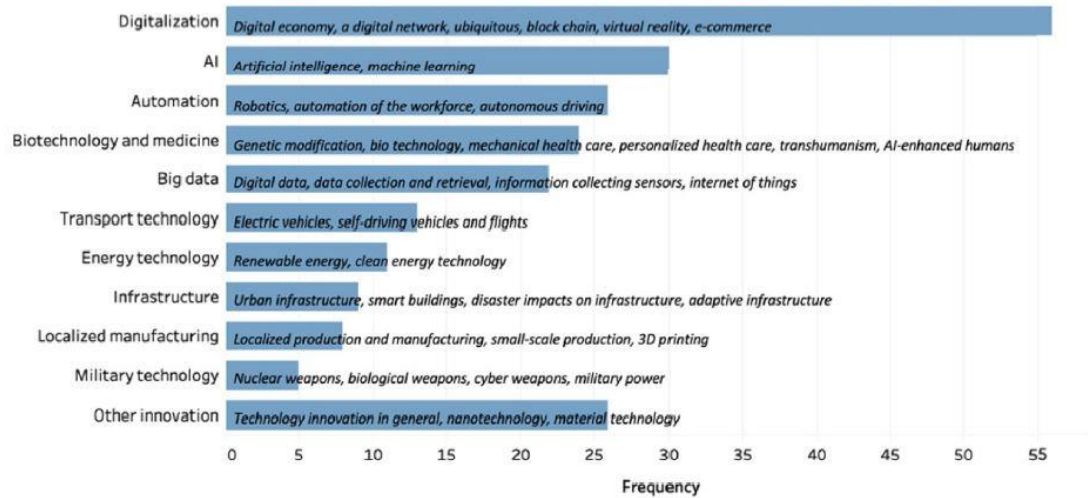 Digitalization Digital economy, a digital network, ubiquitous, block chain, virtual reality, e-commerce
AI Artificial intelligence, machine learning
Automation Robotics, automation of the workforce, autonomous driving
Biotechnology and medicine Genetic modification, bio technology, mechanical health care, personalized health care, transhumanism, AI-enhanced humans
Big data Digital data, data collection and retrieval, information collecting sensors, internet of things
Transport technology Electric vehicles, self-driving vehicles and flights
Energy technology Renewable energy, clean energy technology
Infrastructure Urban infrastructure, smart buildings, disaster impacts on infrastructure, adaptive infrastructure
Localized manufacturing Localized production and manufacturing, small-scale production, 3D printing
Military technology Nuclear weapons, biological weapons, cyber weapons, military power
Other innovation Technology innovation in general, nanotechnology, material technology
0 5 10 15 20 25 30 35 40 45 50 55
Frequency